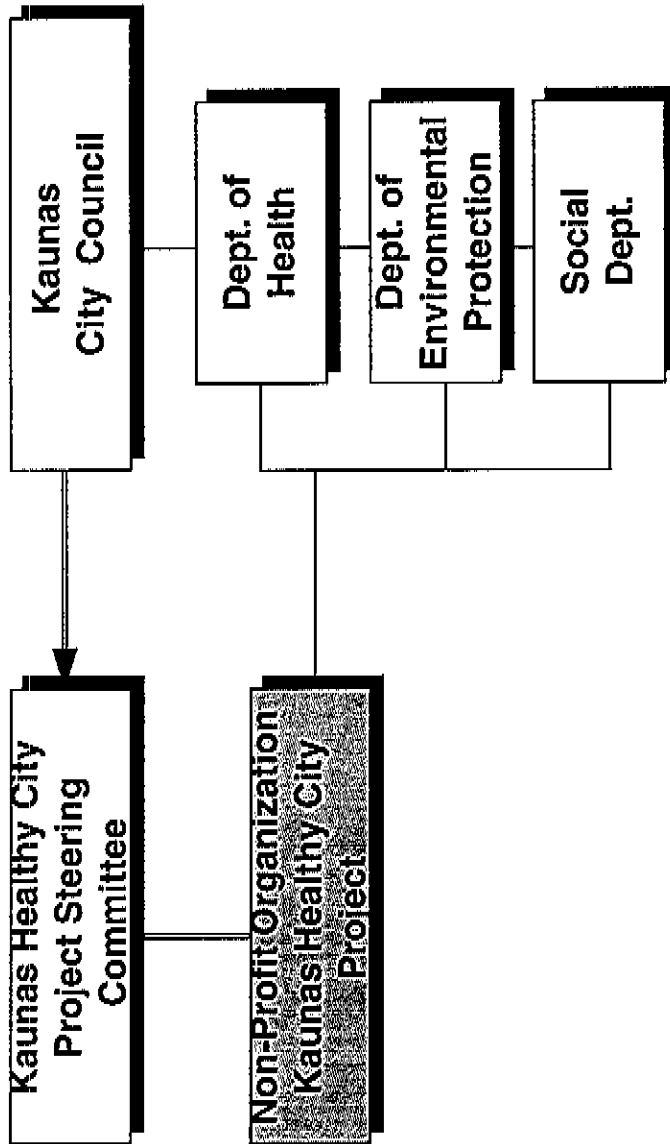 Kaunas
City Council
Dept. of
Health
Dept. of
Environmental
Protection
Social
Dept.
Kaunas Healthy City
Project Steering
Committee
Non-Profit Organization
Kaunas Healthy City
Project